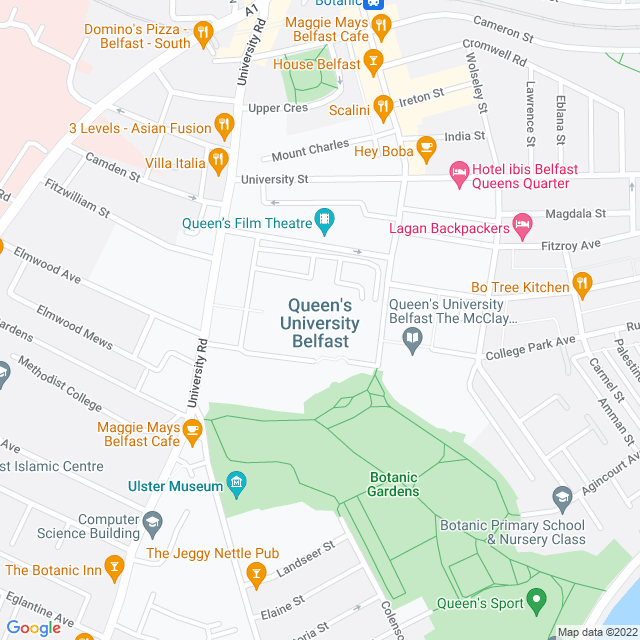 Botanic
A1
Domino's Pizza -
Belfast - South
University Rd
Maggie Mays
Belfast Cafe
Cameron St
Cromwell Rd
House Belfast
Wolseley St
Lawrence St
Eblana St
Upper Cres
Scalini
Ireton St
3 Levels - Asian Fusion
India St
Mount Charles
Hey Boba
Camden St
Villa Italia
Hotel ibis Belfast
Queens Quarter
University St
Fitzwilliam St
Rd
Magdala St
Queen's Film Theatre
Lagan Backpackers
Fitzroy Ave
Elmwood Ave
Bo Tree Kitchen
Queen's
University
Belfast
Queen's University
Belfast The McClay...
Elmwood Mews
Ru
University Rd
College Park Ave
Palestine
Gardens
Carmel St
Methodist College
Amman St
Maggie Mays
Belfast Cafe
Ave
st Islamic Centre
Ulster Museum
Botanic
Gardens
Agincourt Ave
Computer
Science Building
Botanic Primary School
& Nursery Class
The Botanic Inn
The Jeggy Nettle Pub
Landseer St
Eglantine Ave
Elaine St
Queen's Sport
Colenso
oria St
Google
Map data ©2022